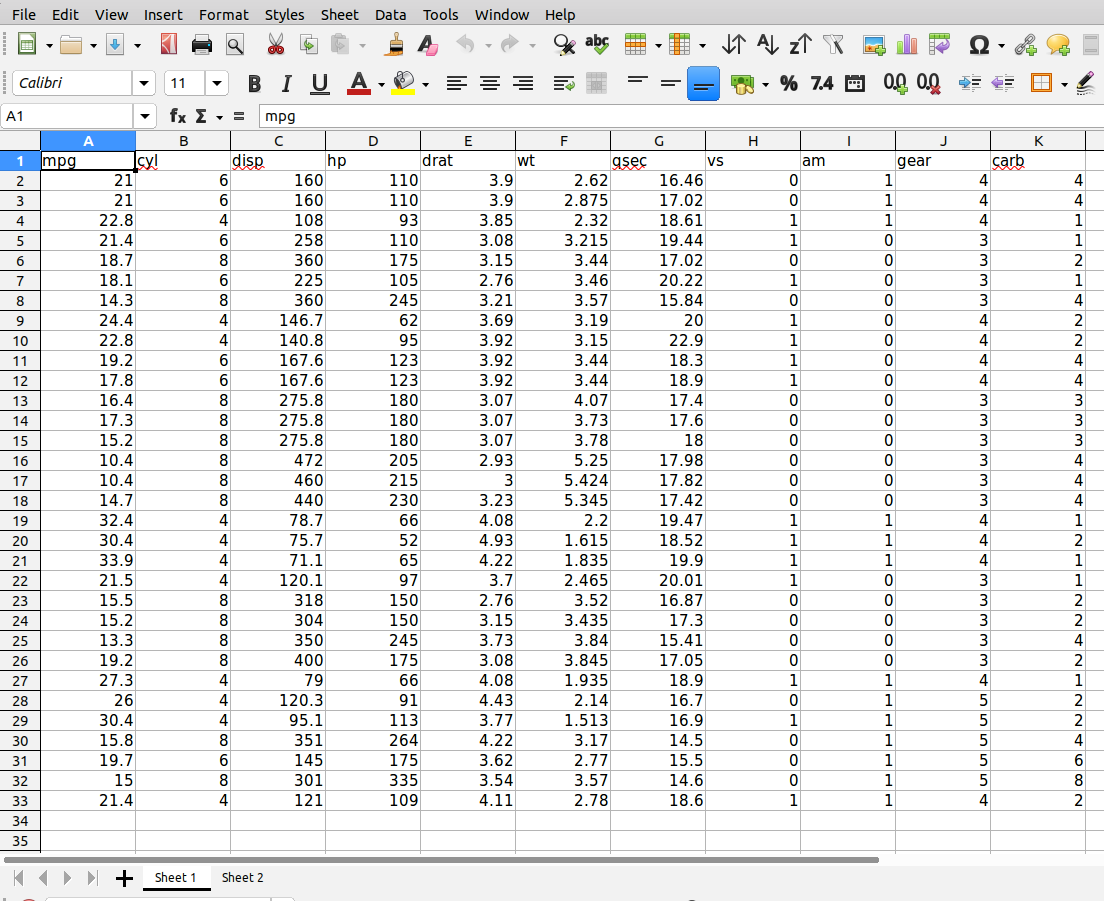 File Edit View Insert Format Styles Sheet Data Tools Window Help
abc Ω
Calibri 11 B I U A % 7.4 0.0 0.0
A1 fx Σ = mpg
A B C D E F G H I J K
1 mpg cyl disp hp drat wt qsec vs am gear carb
2 21 6 160 110 3.9 2.62 16.46 0 1 4 4
3 21 6 160 110 3.9 2.875 17.02 0 1 4 4
4 22.8 4 108 93 3.85 2.32 18.61 1 1 4 1
5 21.4 6 258 110 3.08 3.215 19.44 1 0 3 1
6 18.7 8 360 175 3.15 3.44 17.02 0 0 3 2
7 18.1 6 225 105 2.76 3.46 20.22 1 0 3 1
8 14.3 8 360 245 3.21 3.57 15.84 0 0 3 4
9 24.4 4 146.7 62 3.69 3.19 20 1 0 4 2
10 22.8 4 140.8 95 3.92 3.15 22.9 1 0 4 2
11 19.2 6 167.6 123 3.92 3.44 18.3 1 0 4 4
12 17.8 6 167.6 123 3.92 3.44 18.9 1 0 4 4
13 16.4 8 275.8 180 3.07 4.07 17.4 0 0 3 3
14 17.3 8 275.8 180 3.07 3.73 17.6 0 0 3 3
15 15.2 8 275.8 180 3.07 3.78 18 0 0 3 3
16 10.4 8 472 205 2.93 5.25 17.98 0 0 3 4
17 10.4 8 460 215 3 5.424 17.82 0 0 3 4
18 14.7 8 440 230 3.23 5.345 17.42 0 0 3 4
19 32.4 4 78.7 66 4.08 2.2 19.47 1 1 4 1
20 30.4 4 75.7 52 4.93 1.615 18.52 1 1 4 2
21 33.9 4 71.1 65 4.22 1.835 19.9 1 1 4 1
22 21.5 4 120.1 97 3.7 2.465 20.01 1 0 3 1
23 15.5 8 318 150 2.76 3.52 16.87 0 0 3 2
24 15.2 8 304 150 3.15 3.435 17.3 0 0 3 2
25 13.3 8 350 245 3.73 3.84 15.41 0 0 3 4
26 19.2 8 400 175 3.08 3.845 17.05 0 0 3 2
27 27.3 4 79 66 4.08 1.935 18.9 1 1 4 1
28 26 4 120.3 91 4.43 2.14 16.7 0 1 5 2
29 30.4 4 95.1 113 3.77 1.513 16.9 1 1 5 2
30 15.8 8 351 264 4.22 3.17 14.5 0 1 5 4
31 19.7 6 145 175 3.62 2.77 15.5 0 1 5 6
32 15 8 301 335 3.54 3.57 14.6 0 1 5 8
33 21.4 4 121 109 4.11 2.78 18.6 1 1 4 2
34
35
Sheet 1 Sheet 2